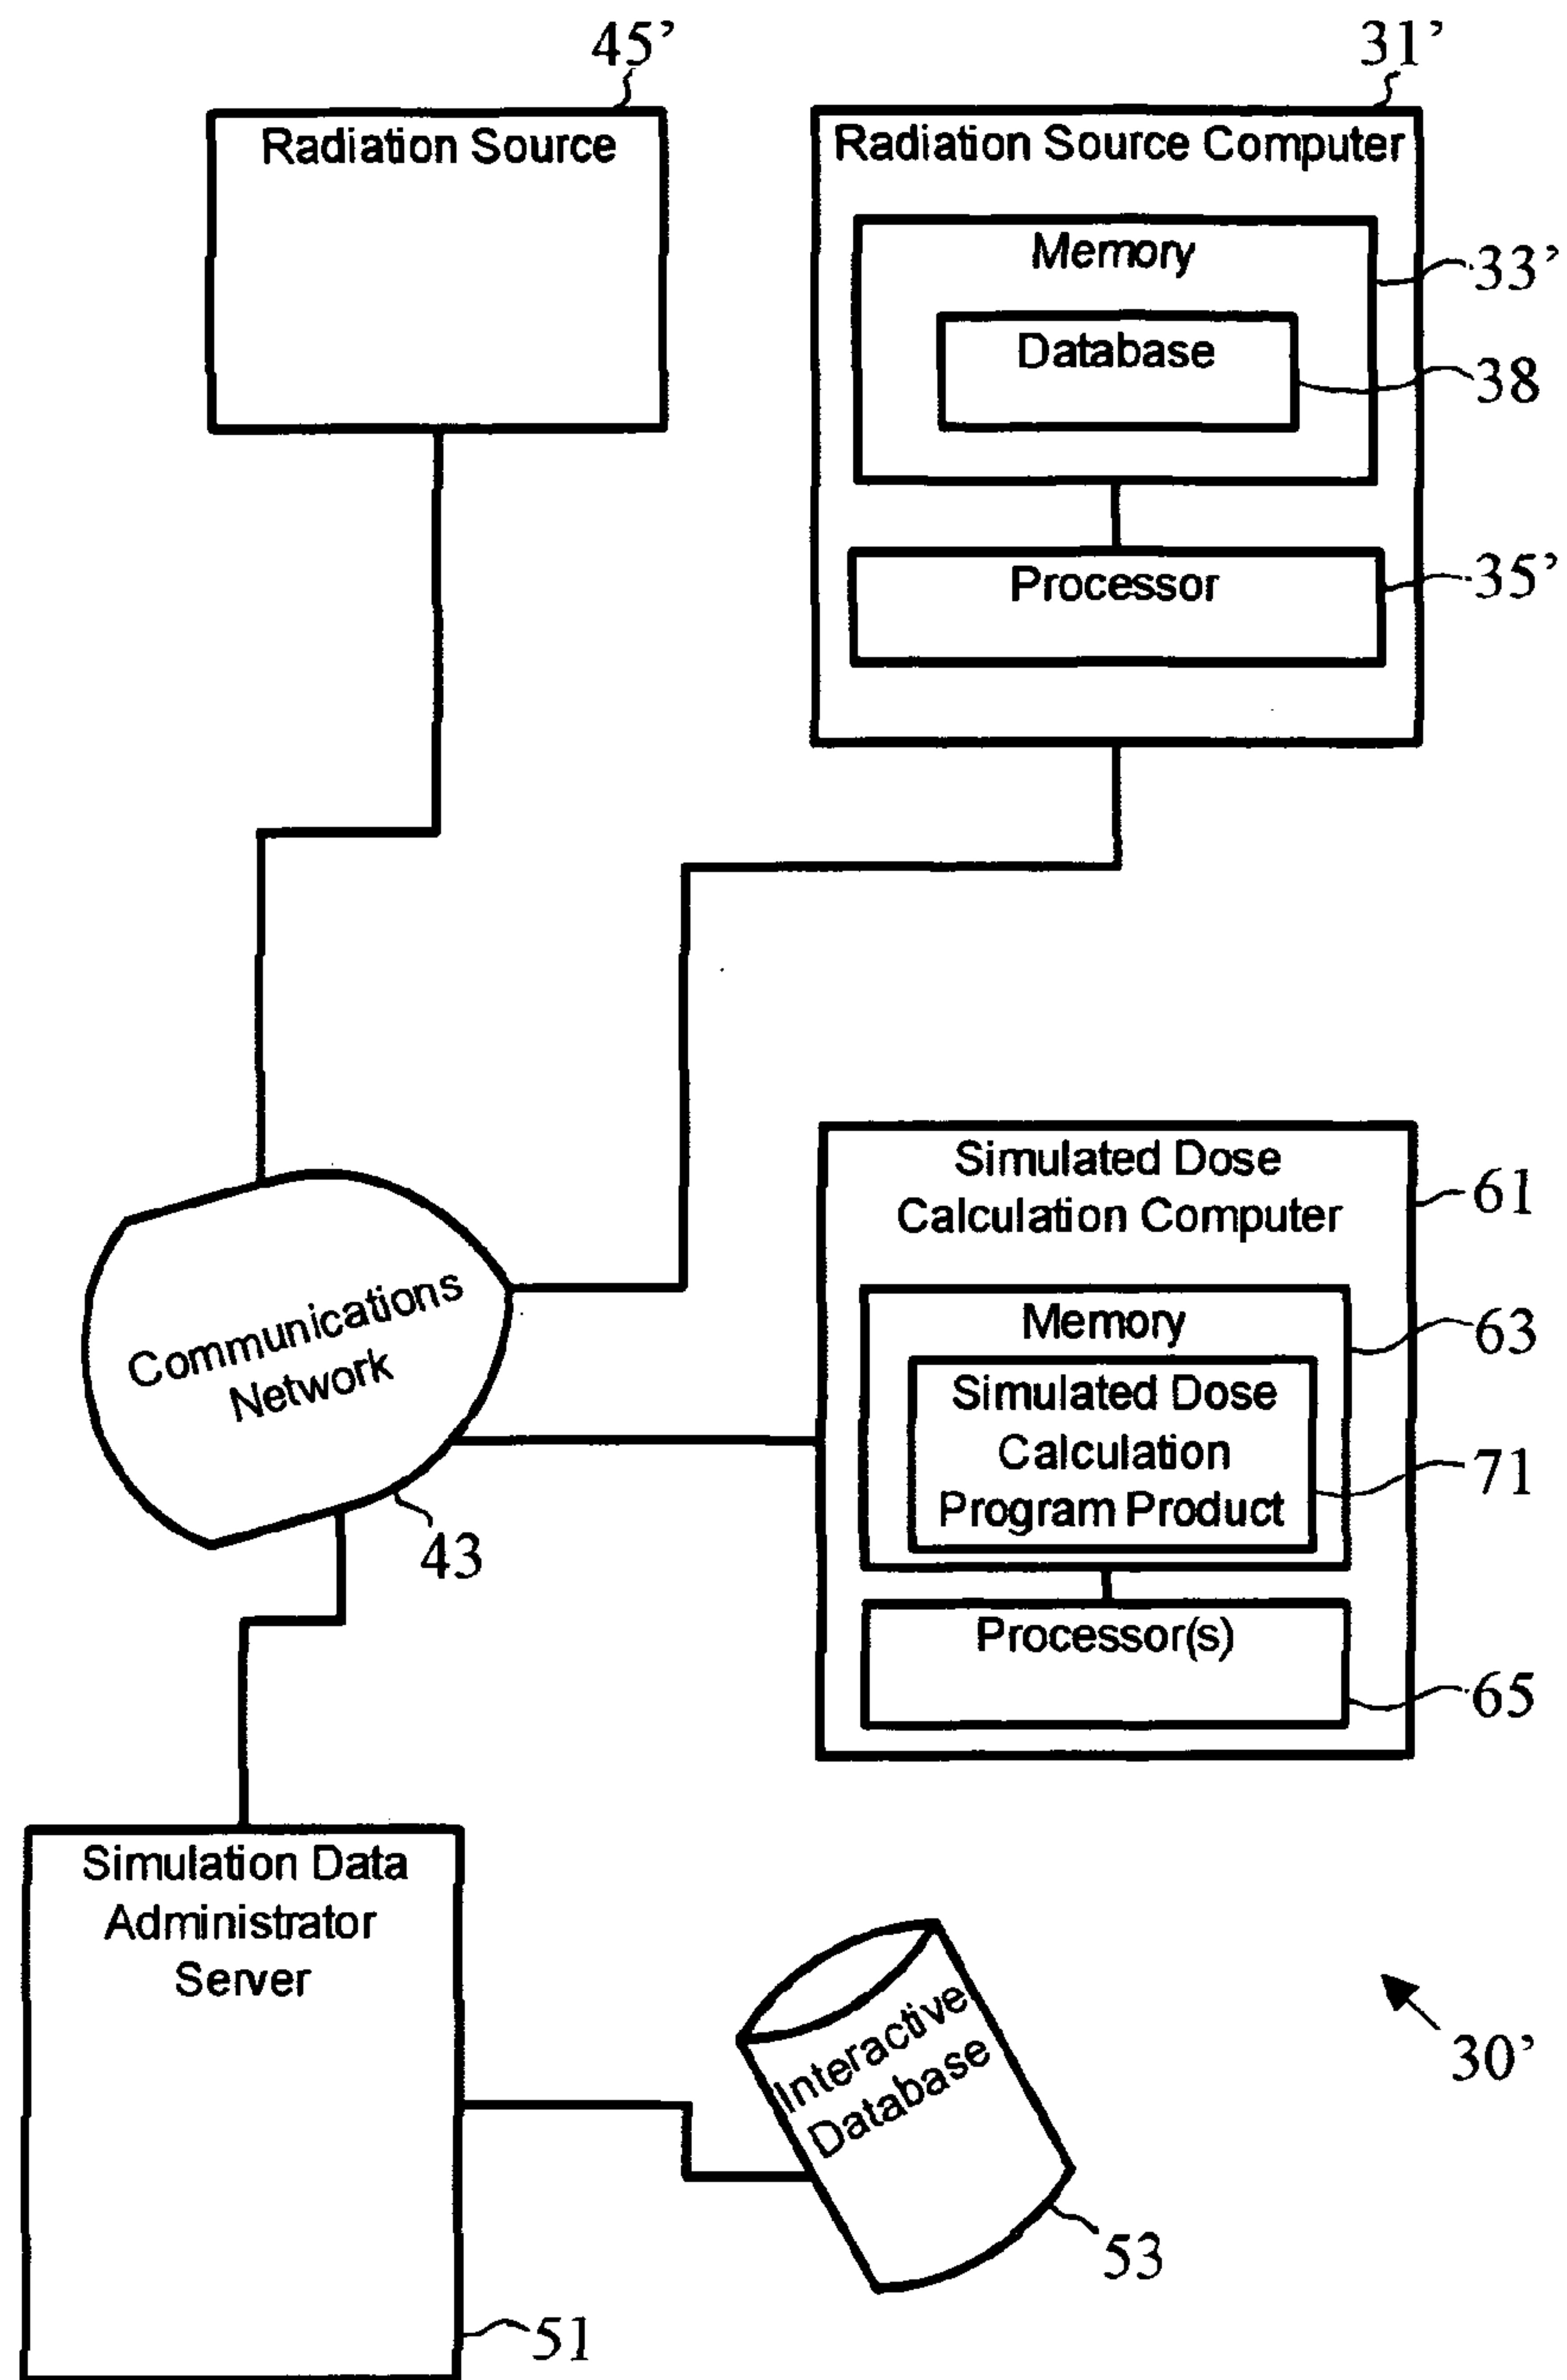 45’
31’
Radiation Source
Radiation Source Computer
Memory
33’
Database
38
Processor
35’
Simulated Dose
Calculation Computer
61
Memory
63
Simulated Dose
Calculation
Program Product
71
Processor(s)
65
Communications
Network
43
Simulation Data
Administrator
Server
Interactive
Database
30’
53
51